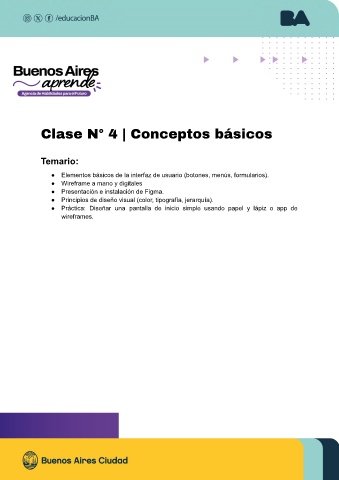 /educacionBA
BA
Buenos Aires
aprende
Agencia de Habilidades para el Futuro
Clase N° 4 | Conceptos básicos
Temario:
● Elementos básicos de la interfaz de usuario (botones, menús, formularios).
● Wireframe a mano y digitales
● Presentación e instalación de Figma.
● Principios de diseño visual (color, tipografía, jerarquía).
● Práctica: Diseñar una pantalla de inicio simple usando papel y lápiz o app de
wireframes.
Buenos Aires Ciudad